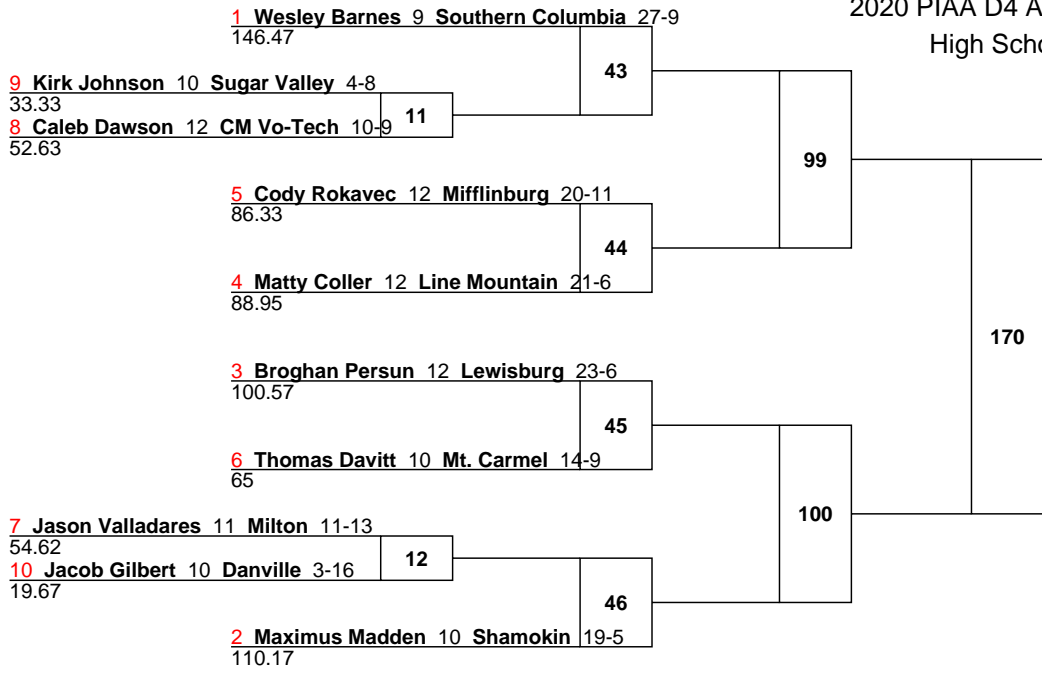 2020 PIAA D4 A
High Scho
1 Wesley Barnes 9 Southern Columbia 27-9
146.47
43
9 Kirk Johnson 10 Sugar Valley 4-8
33.33
11
8 Caleb Dawson 12 CM Vo-Tech 10-9
52.63
99
5 Cody Rokavec 12 Mifflinburg 20-11
86.33
44
4 Matty Coller 12 Line Mountain 21-6
88.95
170
3 Broghan Persun 12 Lewisburg 23-6
100.57
45
6 Thomas Davitt 10 Mt. Carmel 14-9
65
100
7 Jason Valladares 11 Milton 11-13
54.62
12
10 Jacob Gilbert 10 Danville 3-16
19.67
46
2 Maximus Madden 10 Shamokin 19-5
110.17